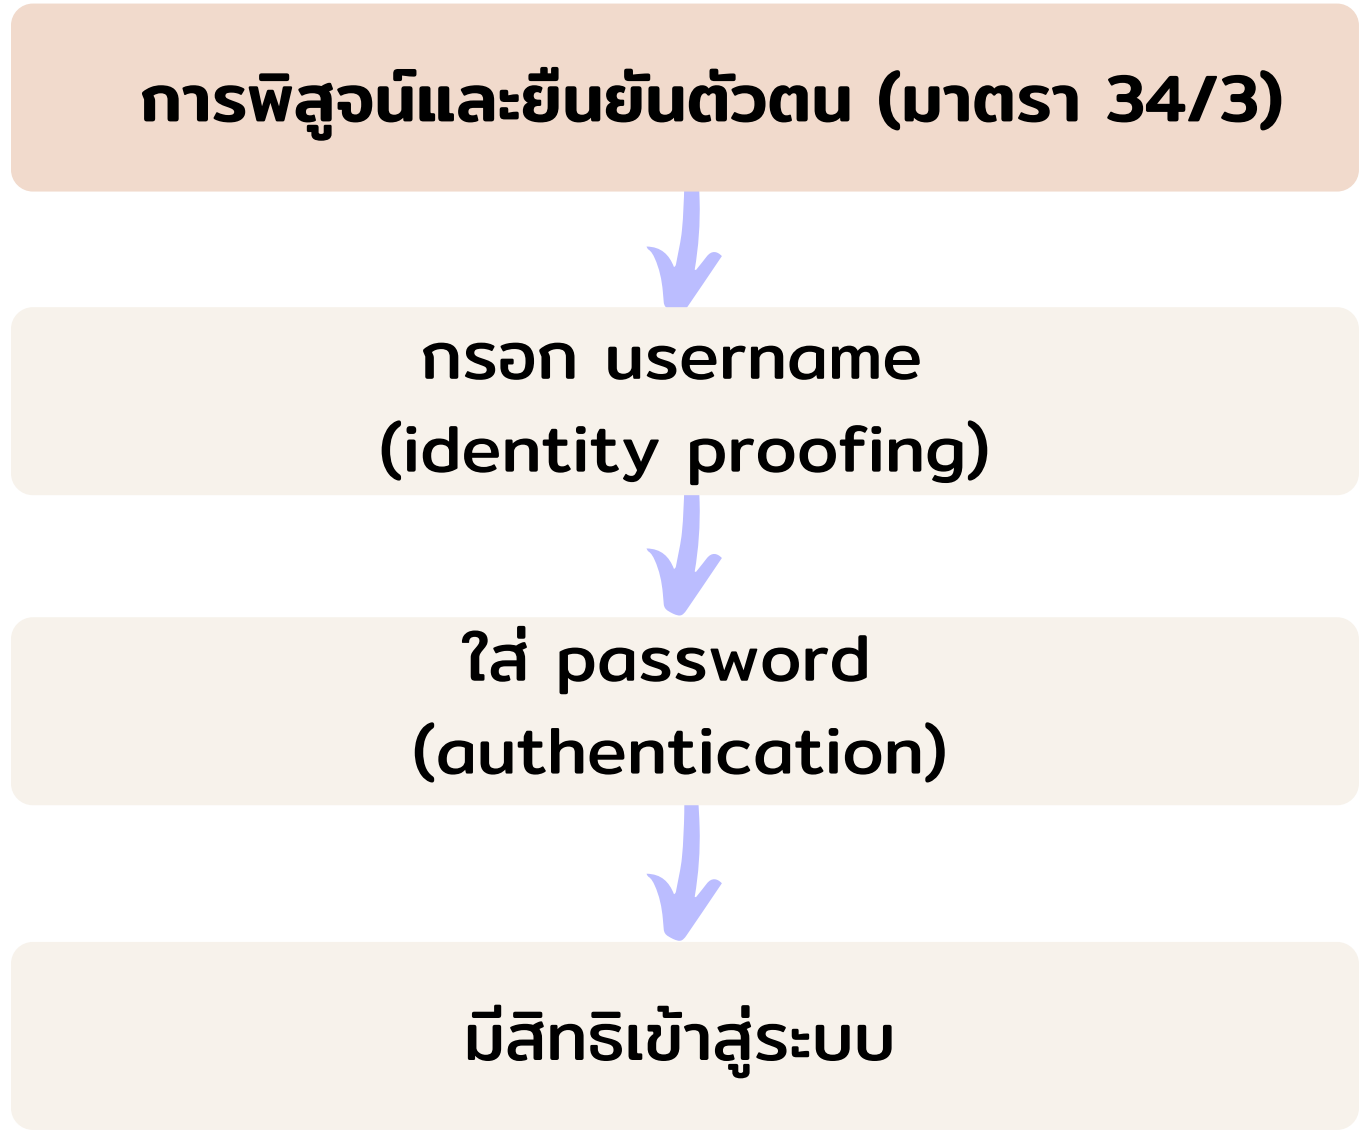 การพิสูจน์และยืนยันตัวตน (มาตรา 34/3)
กรอก username
(identity proofing)
ใส่ password
(authentication)
มีสิทธิเข้าสู่ระบบ